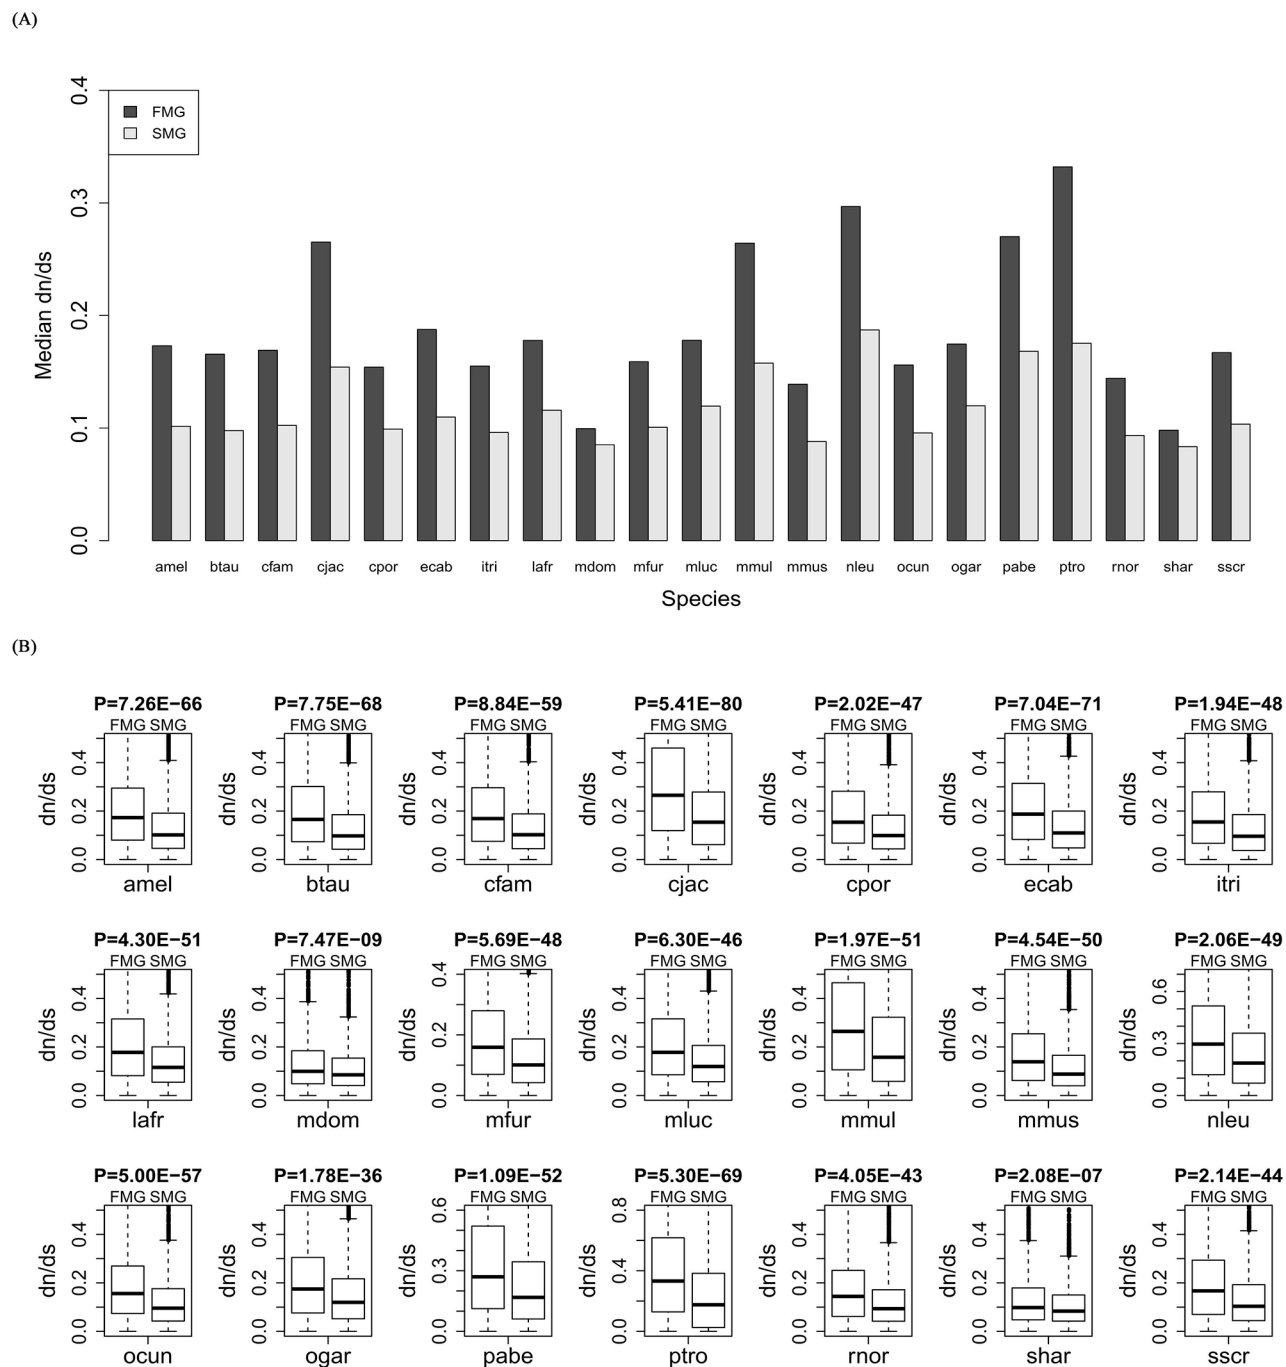 (A)
0.4
0.3
0.2
0.1
0.0
Median dn/ds
FMG
SMG
amel btau cfam cjac cpor ecab itri lafr mdom mfur mluc mmul mmus nleu ocun ogar pabe ptro rnor shar sscr
Species
(B)
P=7.26E−66 P=7.75E−68 P=8.84E−59 P=5.41E−80 P=2.02E−47 P=7.04E−71 P=1.94E−48
FMG SMG FMG SMG FMG SMG FMG SMG FMG SMG FMG SMG FMG SMG
0.4 0.4 0.4 0.4 0.4 0.4 0.4
dn/ds dn/ds dn/ds dn/ds dn/ds dn/ds dn/ds
0.2 0.2 0.2 0.2 0.2 0.2 0.2
0.0 0.0 0.0 0.0 0.0 0.0 0.0
amel btau cfam cjac cpor ecab itri
P=4.30E−51 P=7.47E−09 P=5.69E−48 P=6.30E−46 P=1.97E−51 P=4.54E−50 P=2.06E−49
FMG SMG FMG SMG FMG SMG FMG SMG FMG SMG FMG SMG FMG SMG
0.4 0.4 0.4 0.4 0.4 0.4 0.6
dn/ds dn/ds dn/ds dn/ds dn/ds dn/ds dn/ds
0.2 0.2 0.2 0.2 0.2 0.2 0.3
0.0 0.0 0.0 0.0 0.0 0.0 0.0
lafr mdom mfur mluc mmul mmus nleu
P=5.00E−57 P=1.78E−36 P=1.09E−52 P=5.30E−69 P=4.05E−43 P=2.08E−07 P=2.14E−44
FMG SMG FMG SMG FMG SMG FMG SMG FMG SMG FMG SMG FMG SMG
0.4 0.4 0.6 0.8 0.4 0.4 0.4
dn/ds dn/ds dn/ds dn/ds dn/ds dn/ds dn/ds
0.2 0.2 0.3 0.4 0.2 0.2 0.2
0.0 0.0 0.0 0.0 0.0 0.0 0.0
ocun ogar pabe ptro rnor shar sscr